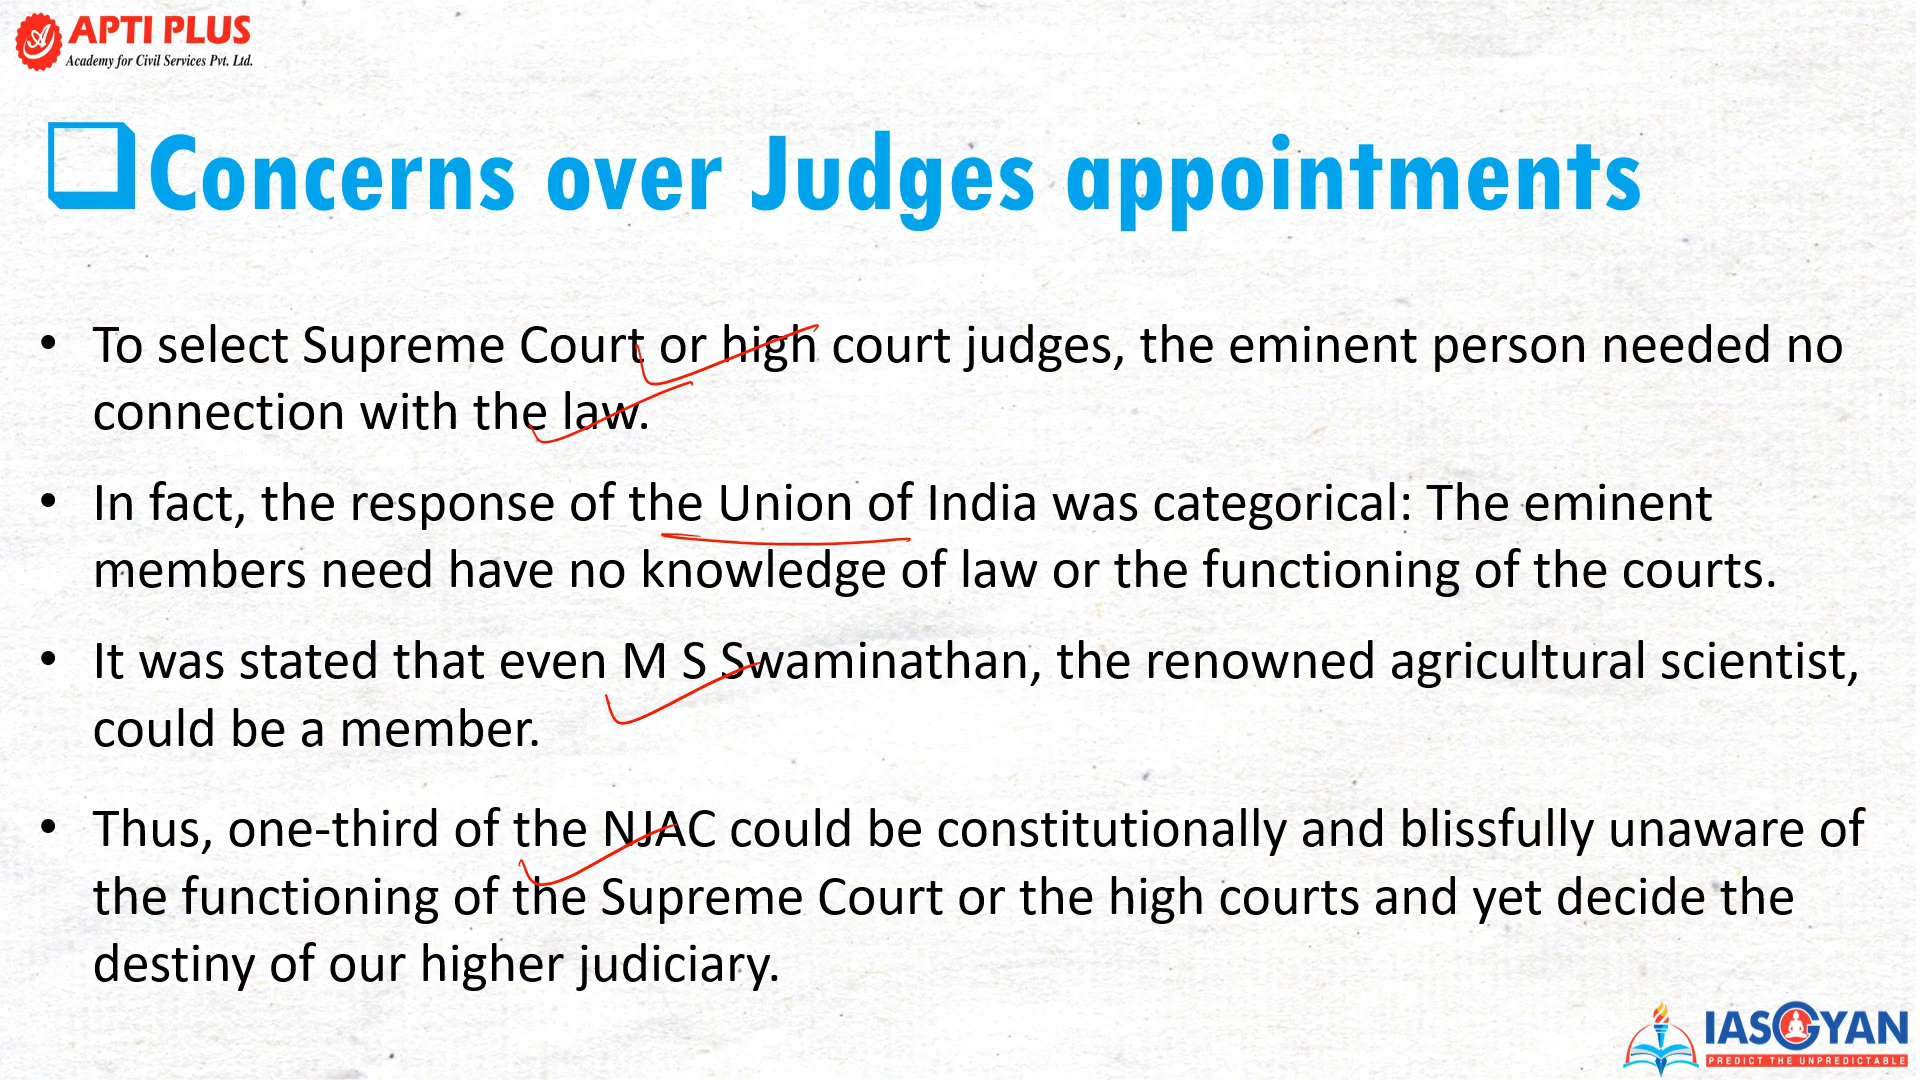 APTI PLUS
Academy for Civil Services Pvt. Ltd.
Concerns over Judges appointments
• To select Supreme Court or high court judges, the eminent person needed no
connection with the law.
• In fact, the response of the Union of India was categorical: The eminent
members need have no knowledge of law or the functioning of the courts.
• It was stated that even M S Swaminathan, the renowned agricultural scientist,
could be a member.
• Thus, one-third of the NJAC could be constitutionally and blissfully unaware of
the functioning of the Supreme Court or the high courts and yet decide the
destiny of our higher judiciary.
IASGYAN
PREDICT THE UNPREDICTABLE